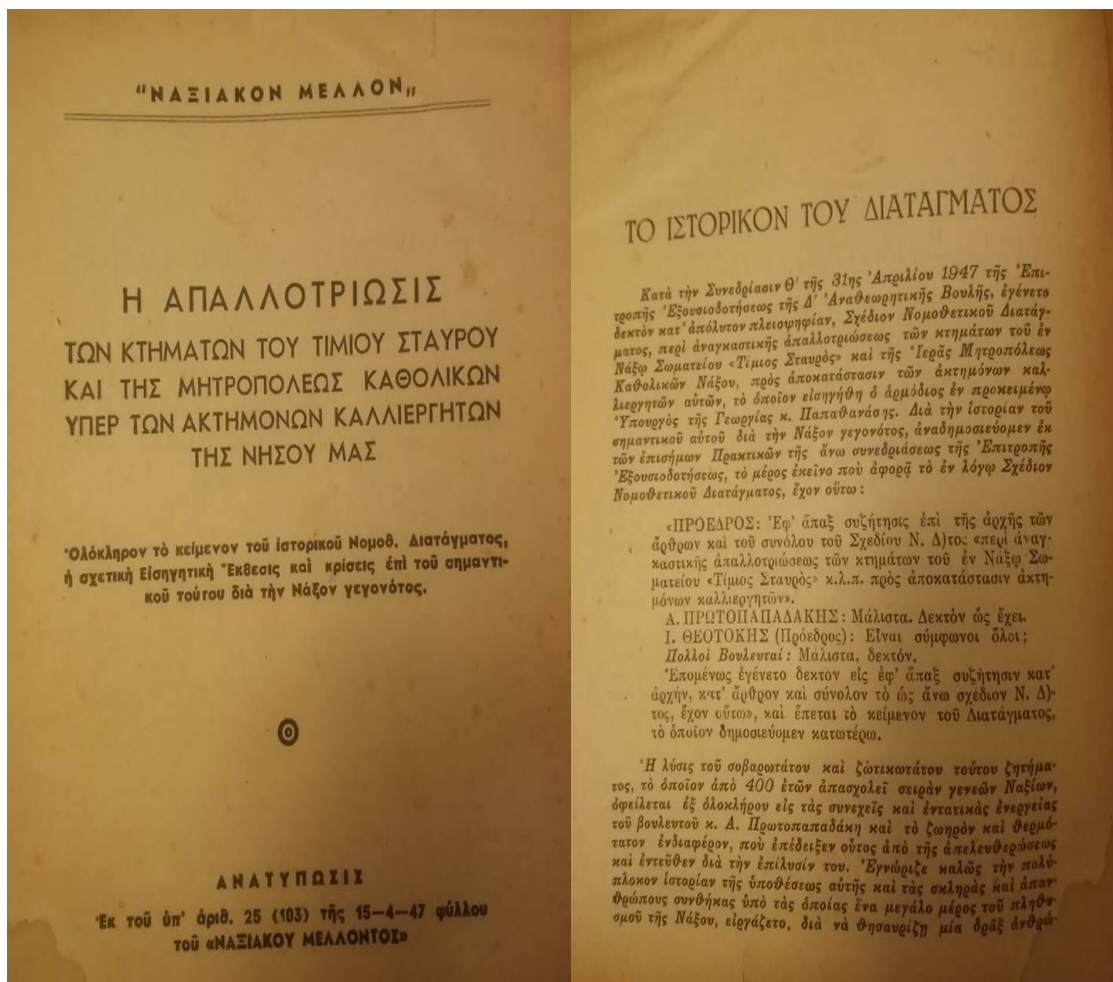 "ΝΑΞΙΑΚΟΝ ΜΕΛΛΟΝ„
Η ΑΠΑΛΛΟΤΡΙΩΣΙΣ
ΤΩΝ ΚΤΗΜΑΤΩΝ ΤΟΥ ΤΙΜΙΟΥ ΣΤΑΥΡΟΥ
ΚΑΙ ΤΗΣ ΜΗΤΡΟΠΟΛΕΩΣ ΚΑΘΟΛΙΚΩΝ
ΥΠΕΡ ΤΩΝ ΑΚΤΗΜΟΝΩΝ ΚΑΛΛΙΕΡΓΗΤΩΝ
ΤΗΣ ΝΗΣΟΥ ΜΑΣ
Ὁλόκληρον τὸ κείμενον τοῦ ἱστορικοῦ Νομοθ. Διατάγματος,
ἡ σχετικὴ Εἰσηγητικὴ Ἔκθεσις καὶ κρίσεις ἐπὶ τοῦ σημαντι-
κοῦ τούτου διὰ τὴν Νάξον γεγονότος.
ΑΝΑΤΥΠΩΣΙΣ
Ἐκ τοῦ ὑπ' ἀριθ. 25 (103) τῆς 15—4—47 φύλλου
τοῦ «ΝΑΞΙΑΚΟΥ ΜΕΛΛΟΝΤΟΣ»
ΤΟ ΙΣΤΟΡΙΚΟΝ ΤΟΥ ΔΙΑΤΑΓΜΑΤΟΣ
Κατὰ τὴν Συνεδρίασιν Θ΄ τῆς 31ης Ἀπριλίου 1947 τῆς Ἐπι-
τροπῆς Ἐξουσιοδοτήσεως τῆς Δ΄ Ἀναθεωρητικῆς Βουλῆς, ἐγένετο
δεκτὸν κατ' ἀπόλυτον πλειοψηφίαν, Σχέδιον Νομοθετικοῦ Διατάγ-
ματος, περὶ ἀναγκαστικῆς ἀπαλλοτριώσεως τῶν κτημάτων τοῦ ἐν
Νάξῳ Σωματείου «Τίμιος Σταυρὸς» καὶ τῆς Ἱερᾶς Μητροπόλεως
Καθολικῶν Νάξου, πρὸς ἀποκατάστασιν τῶν ἀκτημόνων καλ-
λιεργητῶν αὐτῶν, τὸ ὁποῖον εἰσηγήθη ὁ ἁρμόδιος ἐν προκειμένῳ
Ὑπουργὸς τῆς Γεωργίας κ. Παπαθανάσης. Διὰ τὴν ἱστορίαν τοῦ
σημαντικοῦ αὐτοῦ διὰ τὴν Νάξον γεγονότος, ἀναδημοσιεύομεν ἐκ
τῶν ἐπισήμων Πρακτικῶν τῆς ἄνω συνεδριάσεως τῆς Ἐπιτροπῆς
Ἐξουσιοδοτήσεως, τὸ μέρος ἐκεῖνο ποὺ ἀφορᾷ τὸ ἐν λόγῳ Σχέδιον
Νομοθετικοῦ Διατάγματος, ἔχον οὕτω :
«ΠΡΟΕΔΡΟΣ: Ἐφ' ἅπαξ συζήτησις ἐπὶ τῆς ἀρχῆς τῶν
ἄρθρων καὶ τοῦ συνόλου τοῦ Σχεδίου Ν. Δ)τος «περὶ ἀναγ-
καστικῆς ἀπαλλοτριώσεως τῶν κτημάτων τοῦ ἐν Νάξῳ Σω-
ματείου «Τίμιος Σταυρὸς» κ.λ.π. πρὸς ἀποκατάστασιν ἀκτη-
μόνων καλλιεργητῶν».
Α. ΠΡΩΤΟΠΑΠΑΔΑΚΗΣ : Μάλιστα. Δεκτὸν ὡς ἔχει.
Ι. ΘΕΟΤΟΚΗΣ (Πρόεδρος) : Εἶναι σύμφωνοι ὅλοι ;
Πολλοὶ Βουλευταί : Μάλιστα, δεκτόν.
Ἐπομένως ἐγένετο δεκτὸν εἰς ἐφ' ἅπαξ συζήτησιν κατ'
ἀρχήν, κατ' ἄρθρον καὶ σύνολον τὸ ὡς ἄνω σχέδιον Ν. Δ)-
τος, ἔχον οὕτω», καὶ ἕπεται τὸ κείμενον τοῦ Διατάγματος,
τὸ ὁποῖον δημοσιεύομεν κατωτέρω.
Ἡ λύσις τοῦ σοβαρωτάτου καὶ ζωτικωτάτου τούτου ζητήμα-
τος, τὸ ὁποῖον ἀπὸ 400 ἐτῶν ἀπασχολεῖ σειρὰν γενεῶν Ναξίων,
ὀφείλεται ἐξ ὁλοκλήρου εἰς τὰς συνεχεῖς καὶ ἐντατικὰς ἐνεργείας
τοῦ βουλευτοῦ κ. Α. Πρωτοπαπαδάκη καὶ τὸ ζωηρὸν καὶ θερμό-
τατον ἐνδιαφέρον, ποὺ ἐπέδειξεν οὗτος ἀπὸ τῆς ἀπελευθερώσεως
καὶ ἐντεῦθεν διὰ τὴν ἐπίλυσίν του. Ἐγνώριζε καλῶς τὴν πολύ-
πλοκον ἱστορίαν τῆς ὑποθέσεως αὐτῆς καὶ τὰς σκληρὰς καὶ ἀπαν-
θρώπους συνθήκας ὑπὸ τὰς ὁποίας ἕνα μεγάλο μέρος τοῦ πληθυ-
σμοῦ τῆς Νάξου, εἰργάζετο, διὰ νὰ θησαυρίζῃ μία δρὰξ ἀνθρώ-